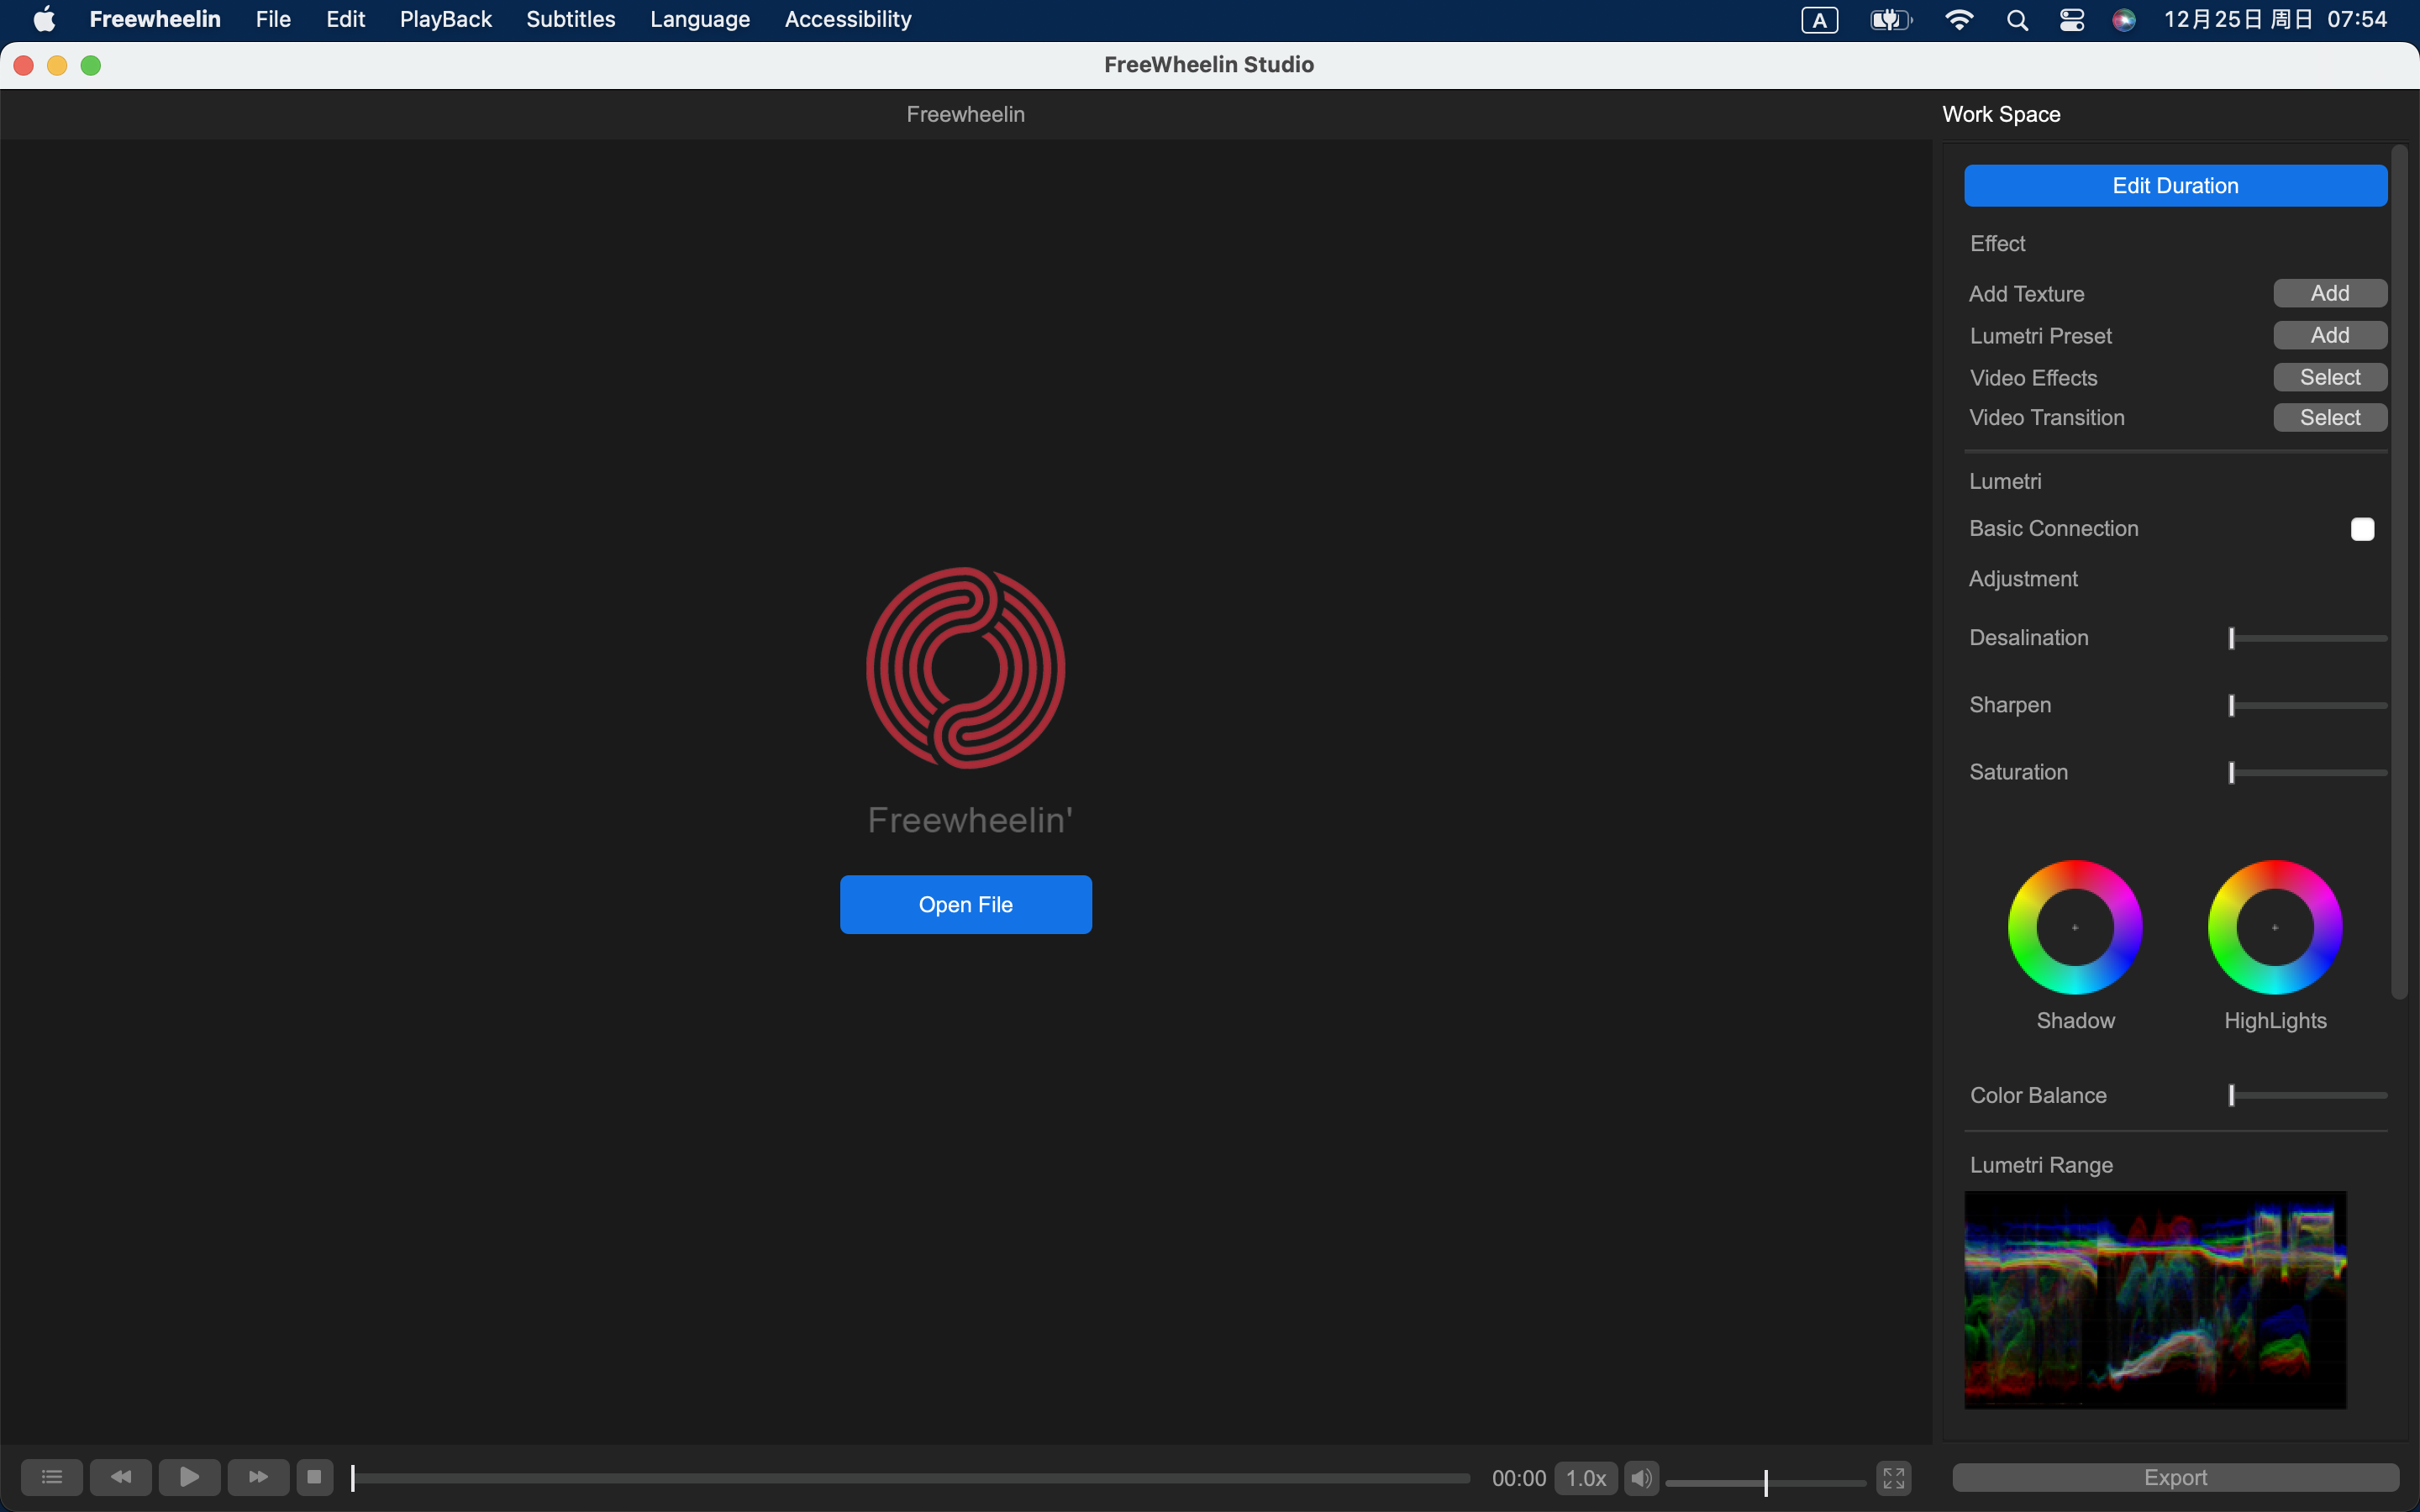 Freewheelin File Edit PlayBack Subtitles Language Accessibility A 12月25日 周日 07:54
FreeWheelin Studio
Freewheelin
Work Space
Edit Duration
Effect
Add Texture Add
Lumetri Preset Add
Video Effects Select
Video Transition Select
Lumetri
Basic Connection
Adjustment
Desalination
Sharpen
Saturation
Freewheelin'
Open File
Shadow HighLights
Color Balance
Lumetri Range
00:00 1.0x
Export